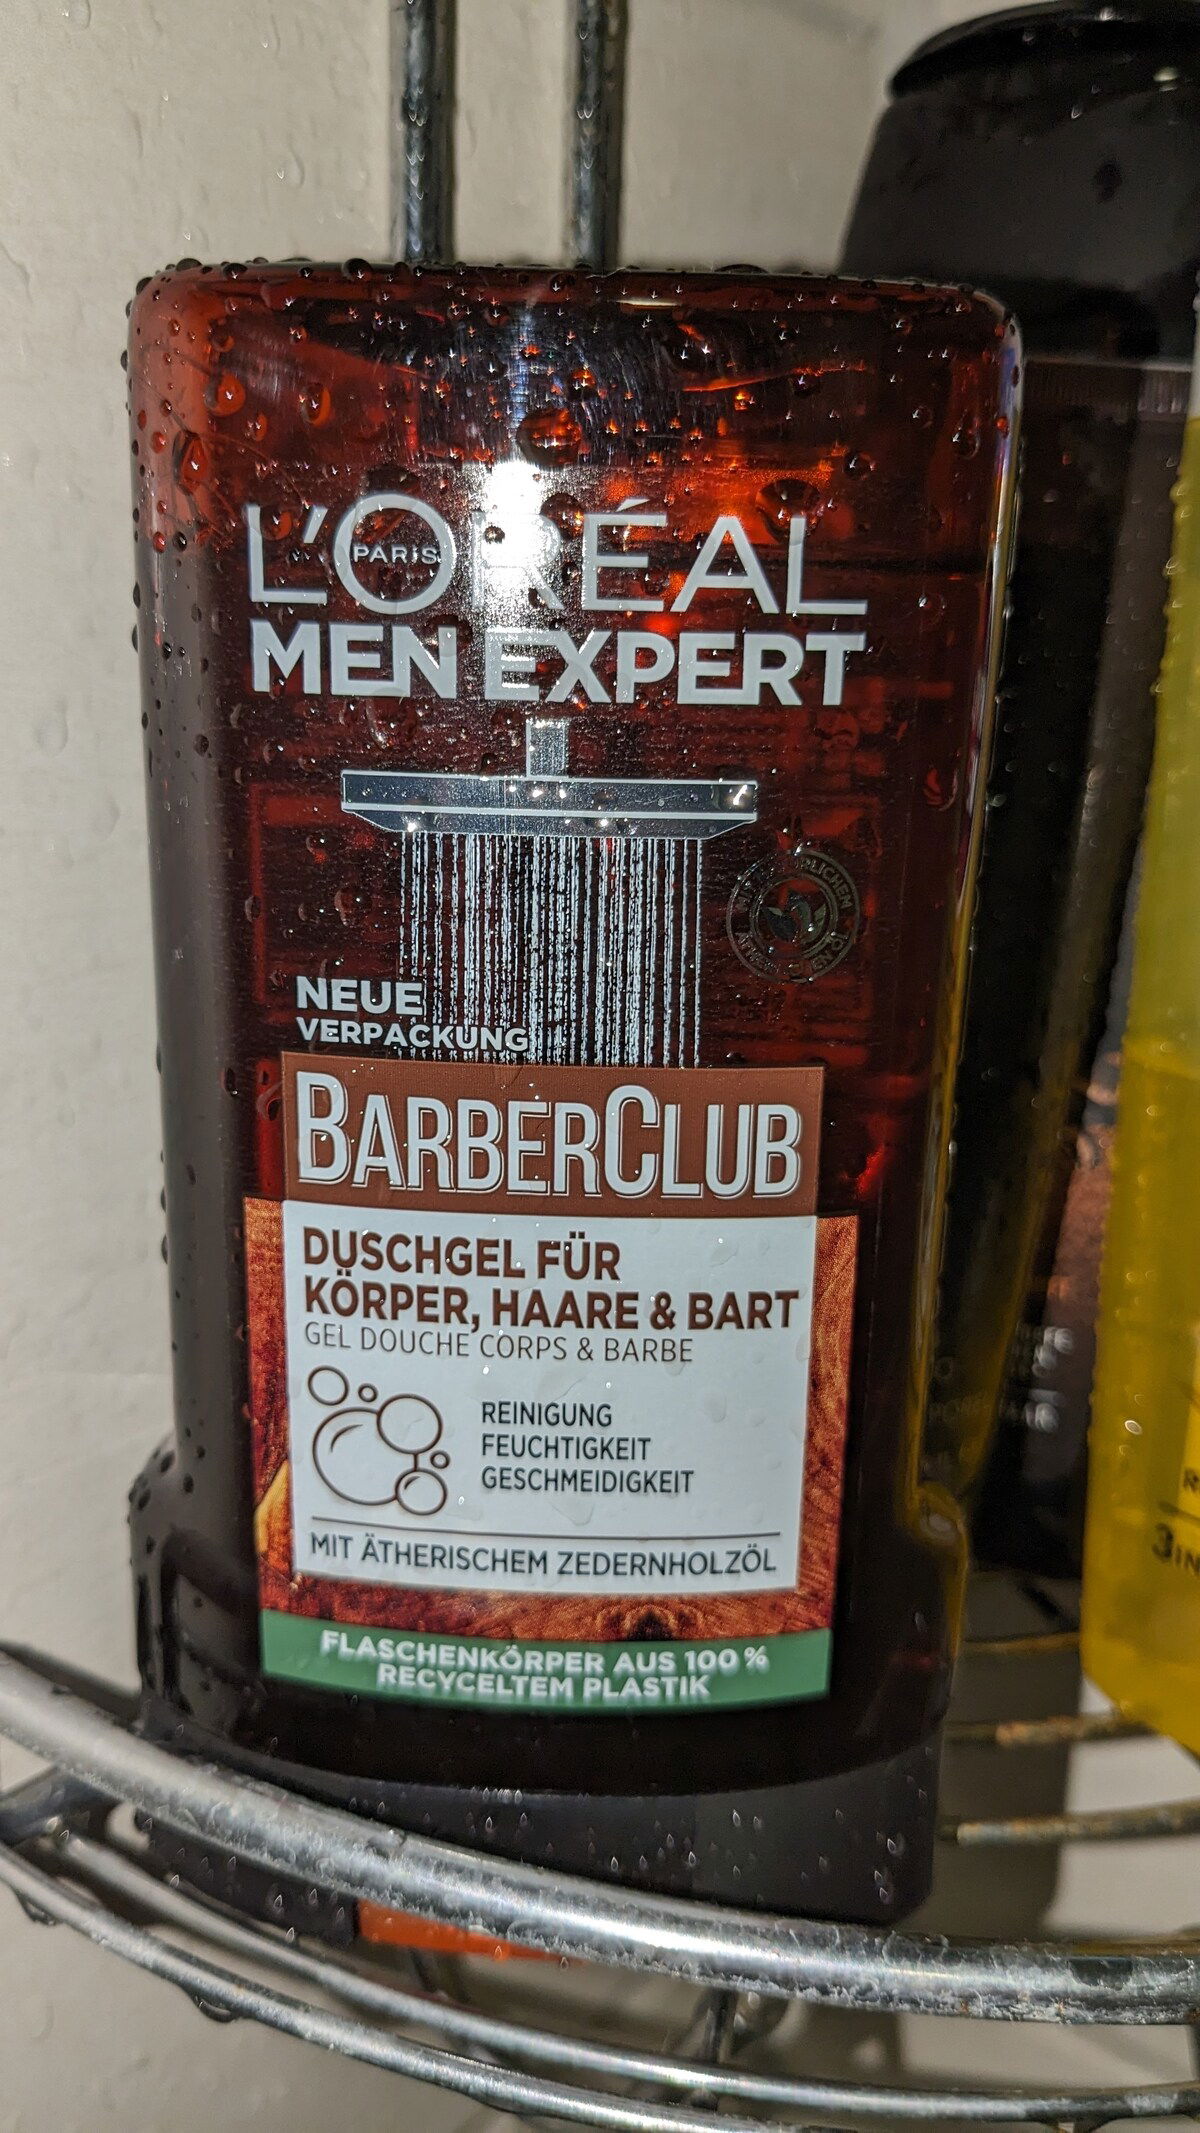 L'ORÉAL
PARIS
MEN EXPERT
NEUE
VERPACKUNG
BARBERCLUB
DUSCHGEL FÜR
KÖRPER, HAARE & BART
GEL DOUCHE CORPS & BARBE
REINIGUNG
FEUCHTIGKEIT
GESCHMEIDIGKEIT
MIT ÄTHERISCHEM ZEDERNHOLZÖL
FLASCHENKÖRPER AUS 100 %
RECYCELTEM PLASTIK
3IN